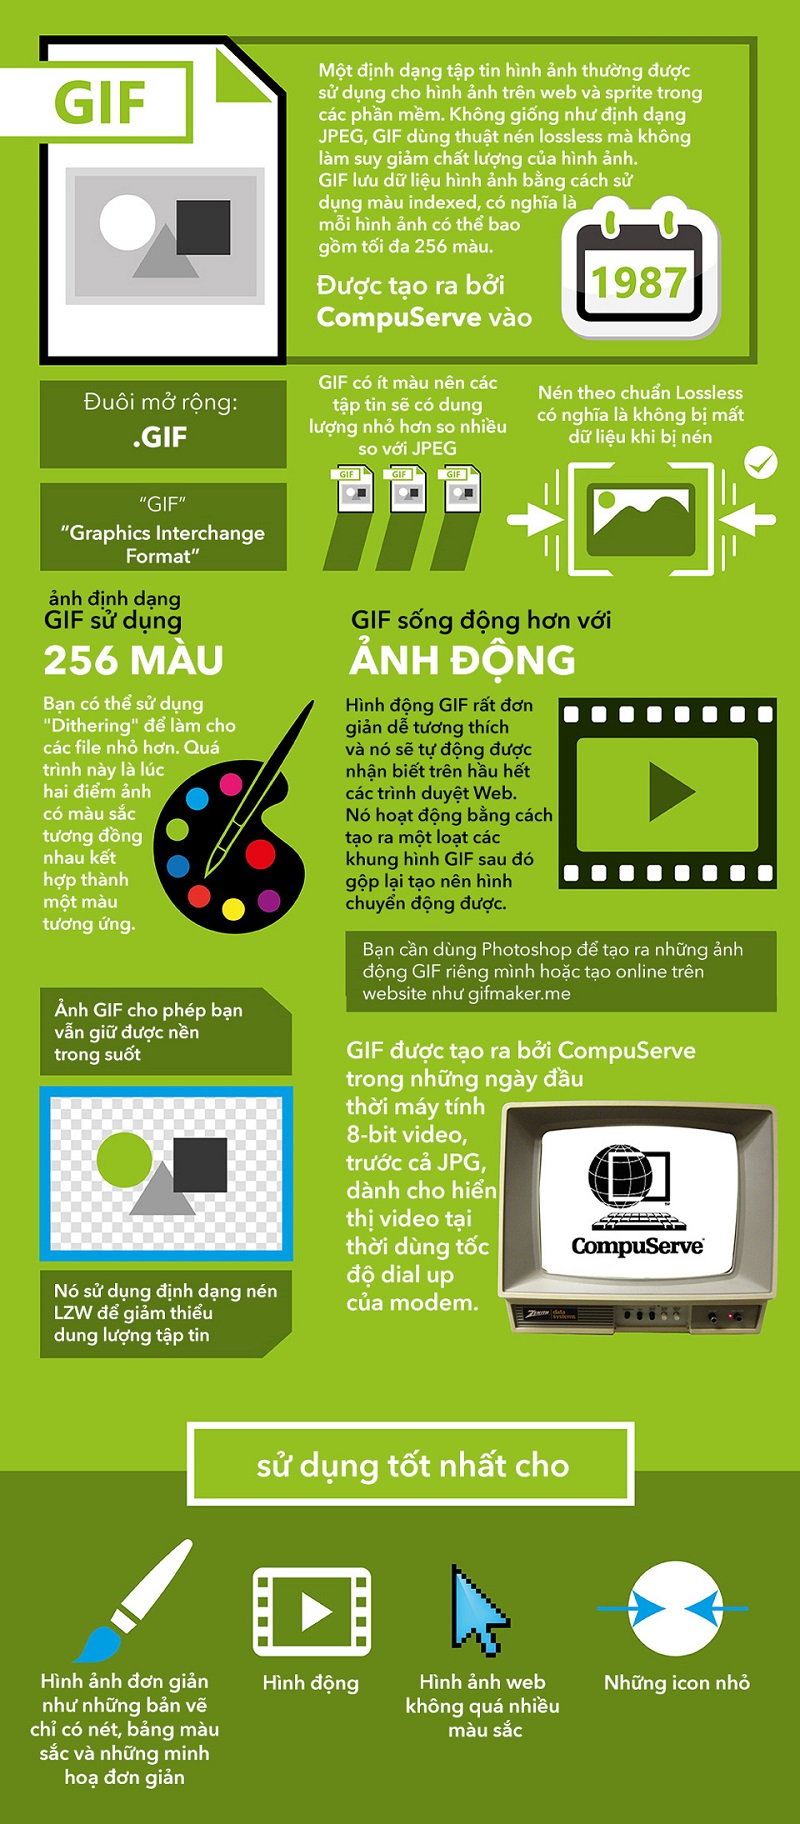 GIF
Một định dạng tập tin hình ảnh thường được
sử dụng cho hình ảnh trên web và sprite trong
các phần mềm. Không giống như định dạng
JPEG, GIF dùng thuật nén lossless mà không
làm suy giảm chất lượng của hình ảnh.
GIF lưu dữ liệu hình ảnh bằng cách sử
dụng màu indexed, có nghĩa là
mỗi hình ảnh có thể bao
gồm tối đa 256 màu.
Được tạo ra bởi
CompuServe vào
1987
Đuôi mở rộng:
.GIF
“GIF”
“Graphics Interchange
Format“
GIF có ít màu nên các
tập tin sẽ có dung
lượng nhỏ hơn so nhiều
so với JPEG
GIF
GIF
GIF
Nén theo chuẩn Lossless
có nghĩa là không bị mất
dữ liệu khi bị nén
ảnh định dạng
GIF sử dụng
256 MÀU
Bạn có thể sử dụng
"Dithering" để làm cho
các file nhỏ hơn. Quá
trình này là lúc
hai điểm ảnh
có màu sắc
tương đồng
nhau kết
hợp thành
một màu
tương ứng.
GIF sống động hơn với
ẢNH ĐỘNG
Hình động GIF rất đơn
giản dễ tương thích
và nó sẽ tự động được
nhận biết trên hầu hết
các trình duyệt Web.
Nó hoạt động bằng cách
tạo ra một loạt các
khung hình GIF sau đó
gộp lại tạo nên hình
chuyển động được.
Bạn cần dùng Photoshop để tạo ra những ảnh
động GIF riêng mình hoặc tạo online trên
website như gifmaker.me
Ảnh GIF cho phép bạn
vẫn giữ được nền
trong suốt
Nó sử dụng định dạng nén
LZW để giảm thiểu
dung lượng tập tin
GIF được tạo ra bởi CompuServe
trong những ngày đầu
thời máy tính
8-bit video,
trước cả JPG,
dành cho hiển
thị video tại
thời dùng tốc
độ dial up
của modem.
CompuServe
ZENITH data
systems
sử dụng tốt nhất cho
Hình ảnh đơn giản
như những bản vẽ
chỉ có nét, bảng màu
sắc và những minh
hoạ đơn giản
Hình động
Hình ảnh web
không quá nhiều
màu sắc
Những icon nhỏ